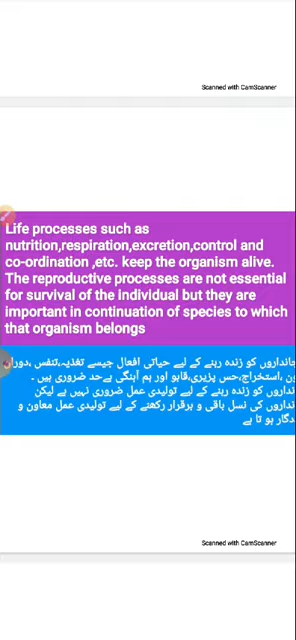 Scanned with CamScanner
Life processes such as
nutrition,respiration,excretion,control and
co-ordination ,etc. keep the organism alive.
The reproductive processes are not essential
for survival of the individual but they are
important in continuation of species to which
that organism belongs
جانداروں کو زندہ رہنے کے لیے حیاتی افعال جیسے تغذیہ،تنفس ،دوران
ون ،استخراج،حس پزیری،قابو اور ہم آہنگی بےحد ضروری ہیں ۔
نداروں کو زندہ رہنے کے لیے تولیدی عمل ضروری نہیں ہے لیکن
نداروں کی نسل باقی و برقرار رکھنے کے لیے تولیدی عمل معاون و
دگار ہو تا ہے
Scanned with CamScanner